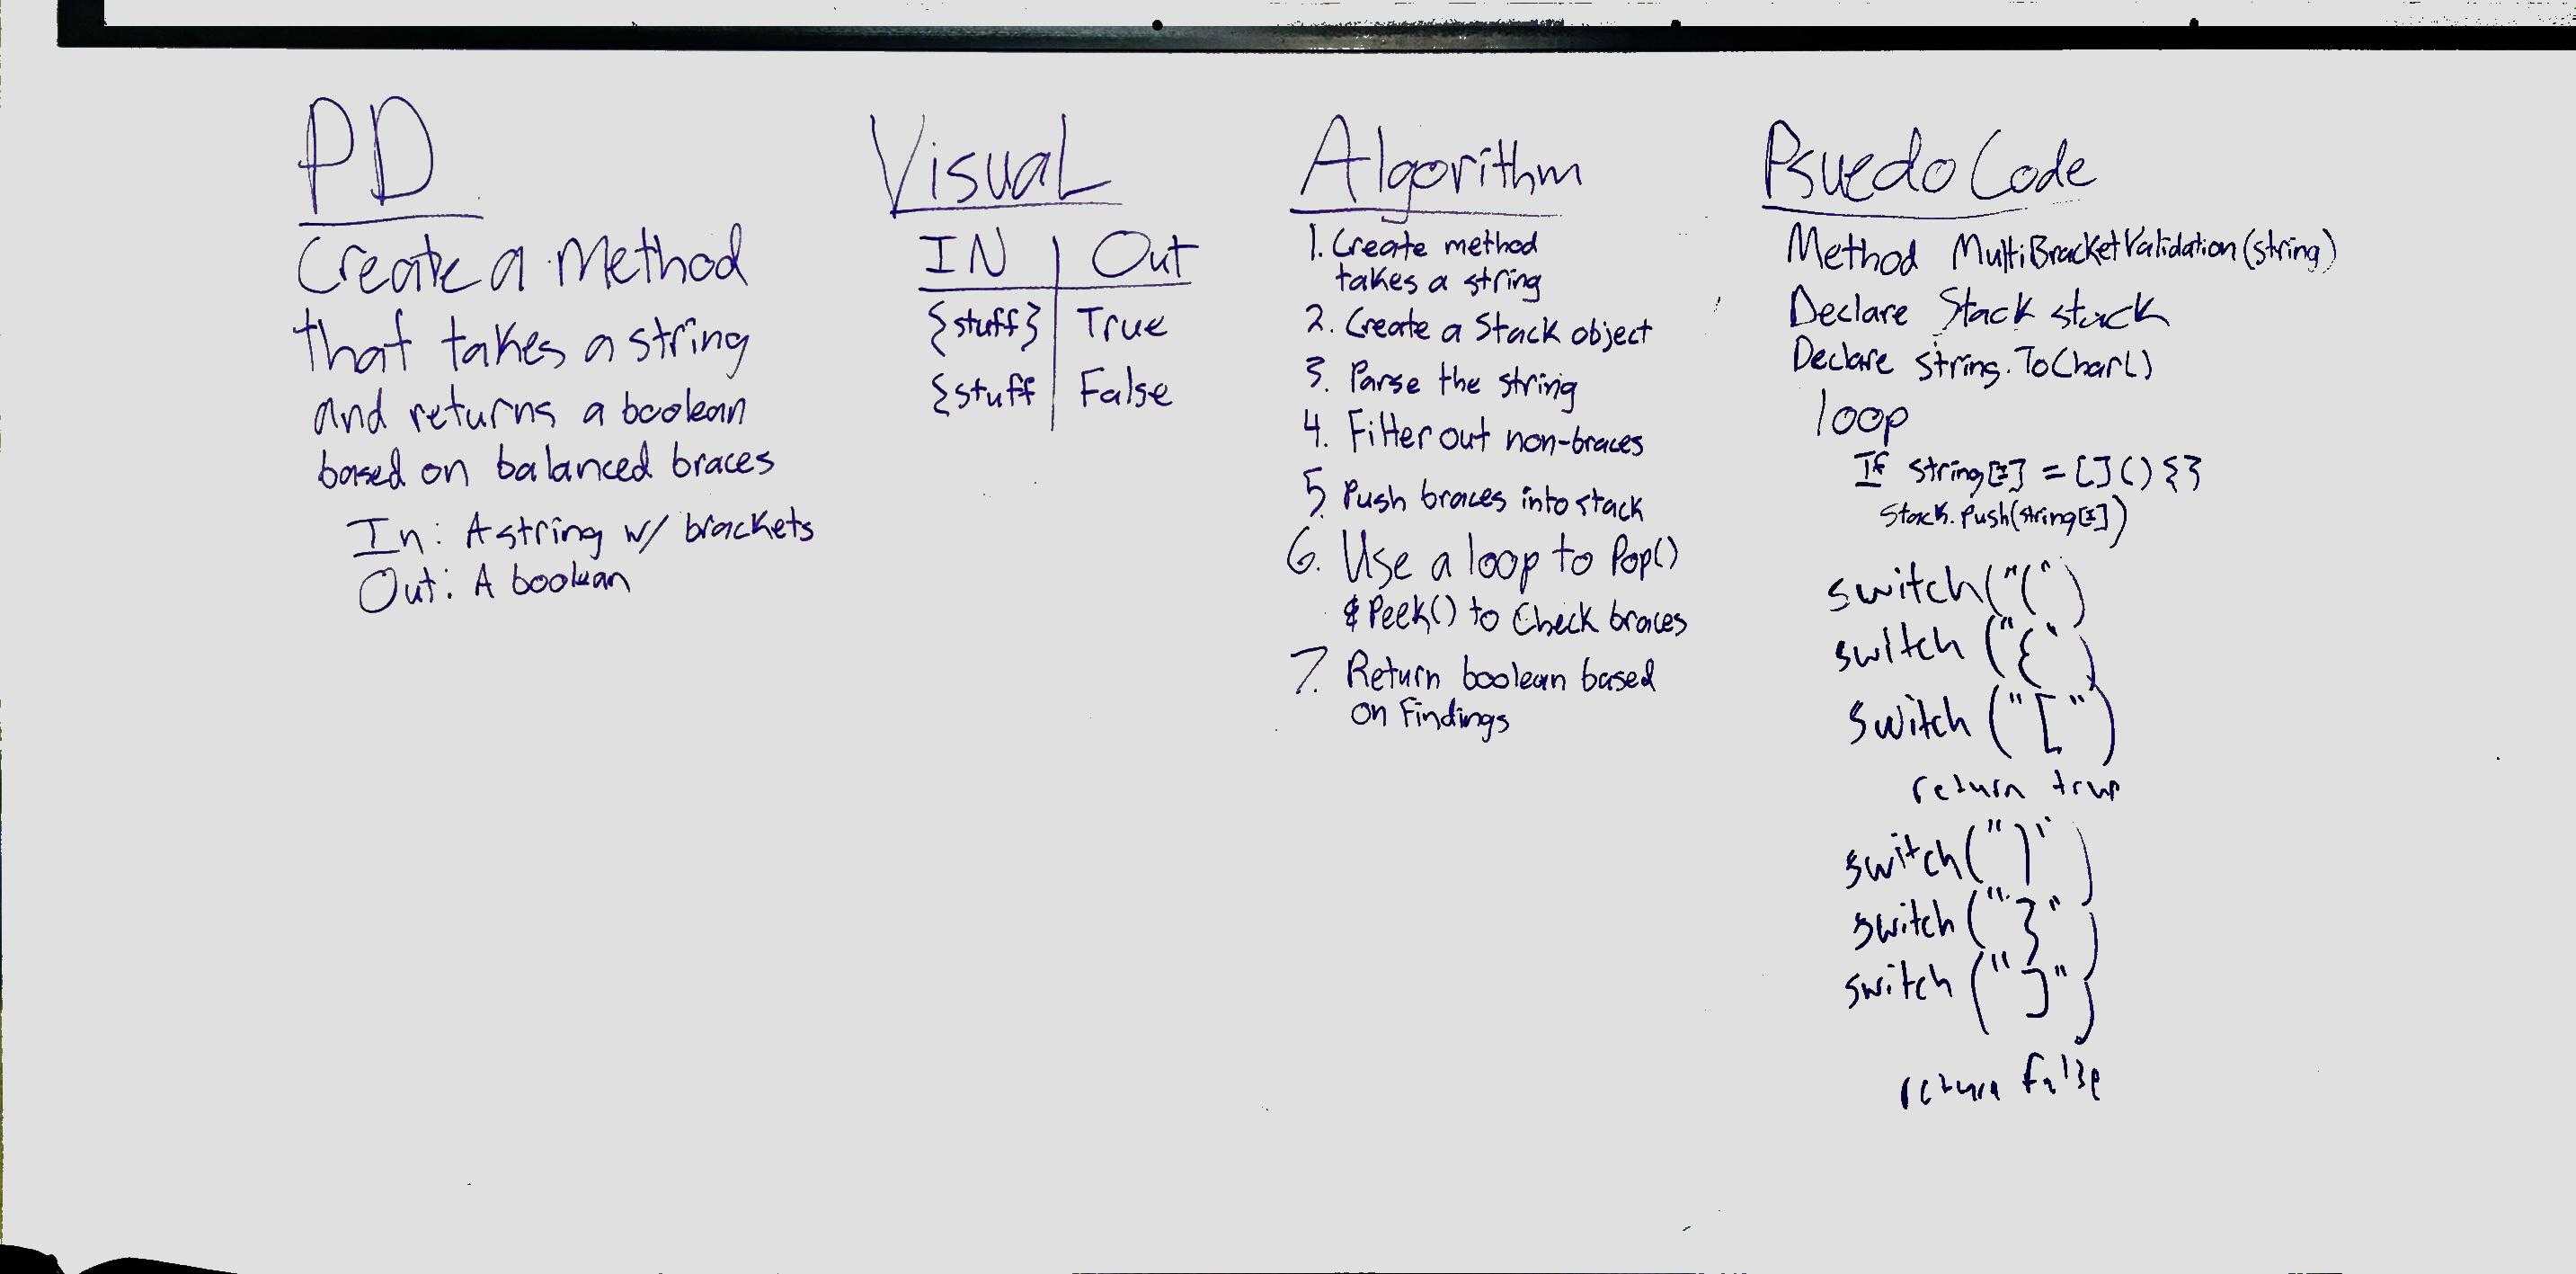 PD
Create a Method
that takes a string
and returns a boolean
based on balanced braces
In: A string w/ brackets
Out: A boolean
Visual
IN | Out
{stuff} | True
{stuff | False
Algorithm
1. Create method
takes a string
2. Create a Stack object
3. Parse the string
4. Filter out non-braces
5. Push braces into stack
6. Use a loop to Pop()
& Peek() to Check braces
7. Return boolean based
on Findings
Psuedo Code
Method MultiBracketValidation(string)
Declare Stack stack
Declare string.ToChar()
loop
If string[I] = []() {}
Stack.Push(string[I])
switch("(")
switch("{")
switch("[")
return true
switch(")")
switch("}")
switch("]")
return false